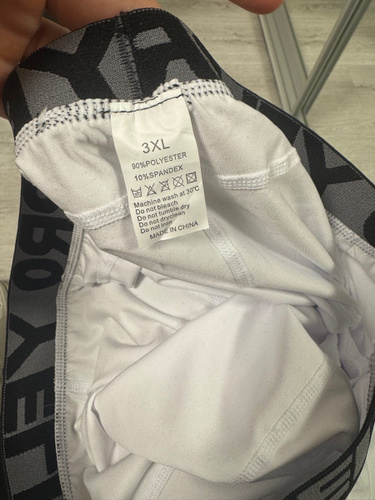 3XL
90%POLYESTER
10%SPANDEX
Machine wash at 30℃
Do not bleach
Do not tumble dry
Do not dryclean
Do not iron
MADE IN CHINA